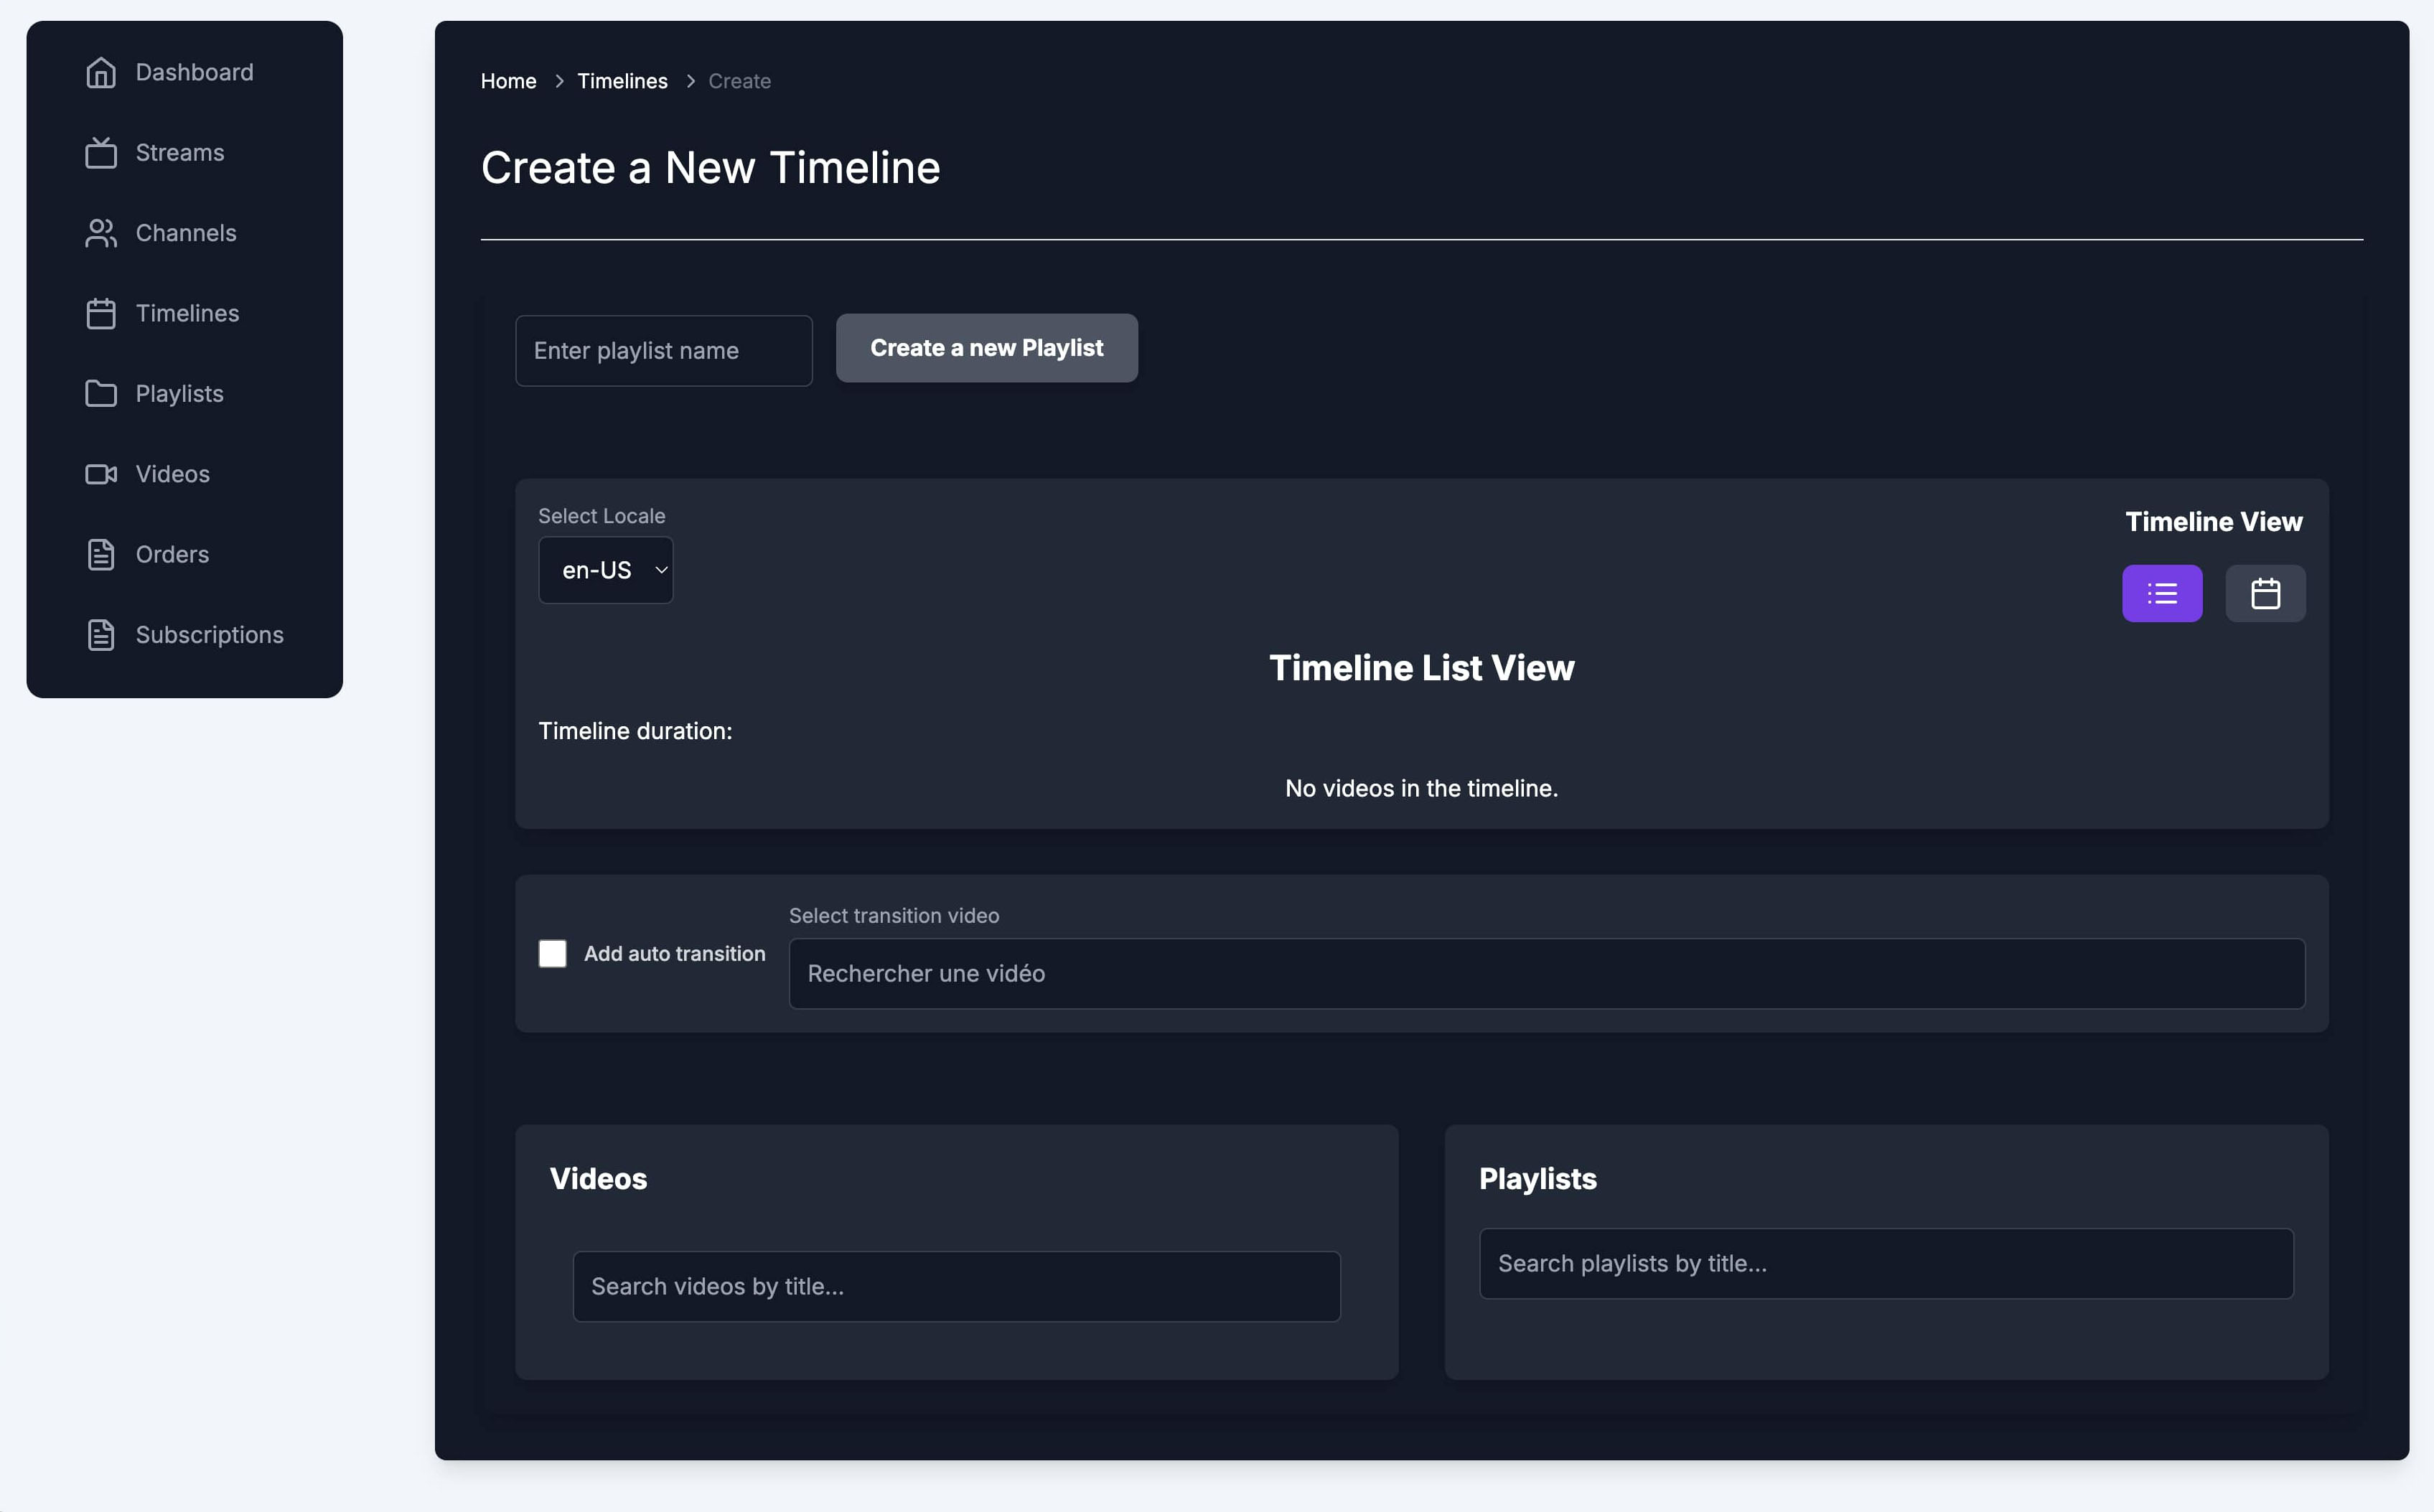 Dashboard
Streams
Channels
Timelines
Playlists
Videos
Orders
Subscriptions
Home > Timelines > Create
Create a New Timeline
Enter playlist name
Create a new Playlist
Select Locale
en-US
Timeline View
Timeline List View
Timeline duration:
No videos in the timeline.
Add auto transition
Select transition video
Rechercher une vidéo
Videos
Search videos by title...
Playlists
Search playlists by title...